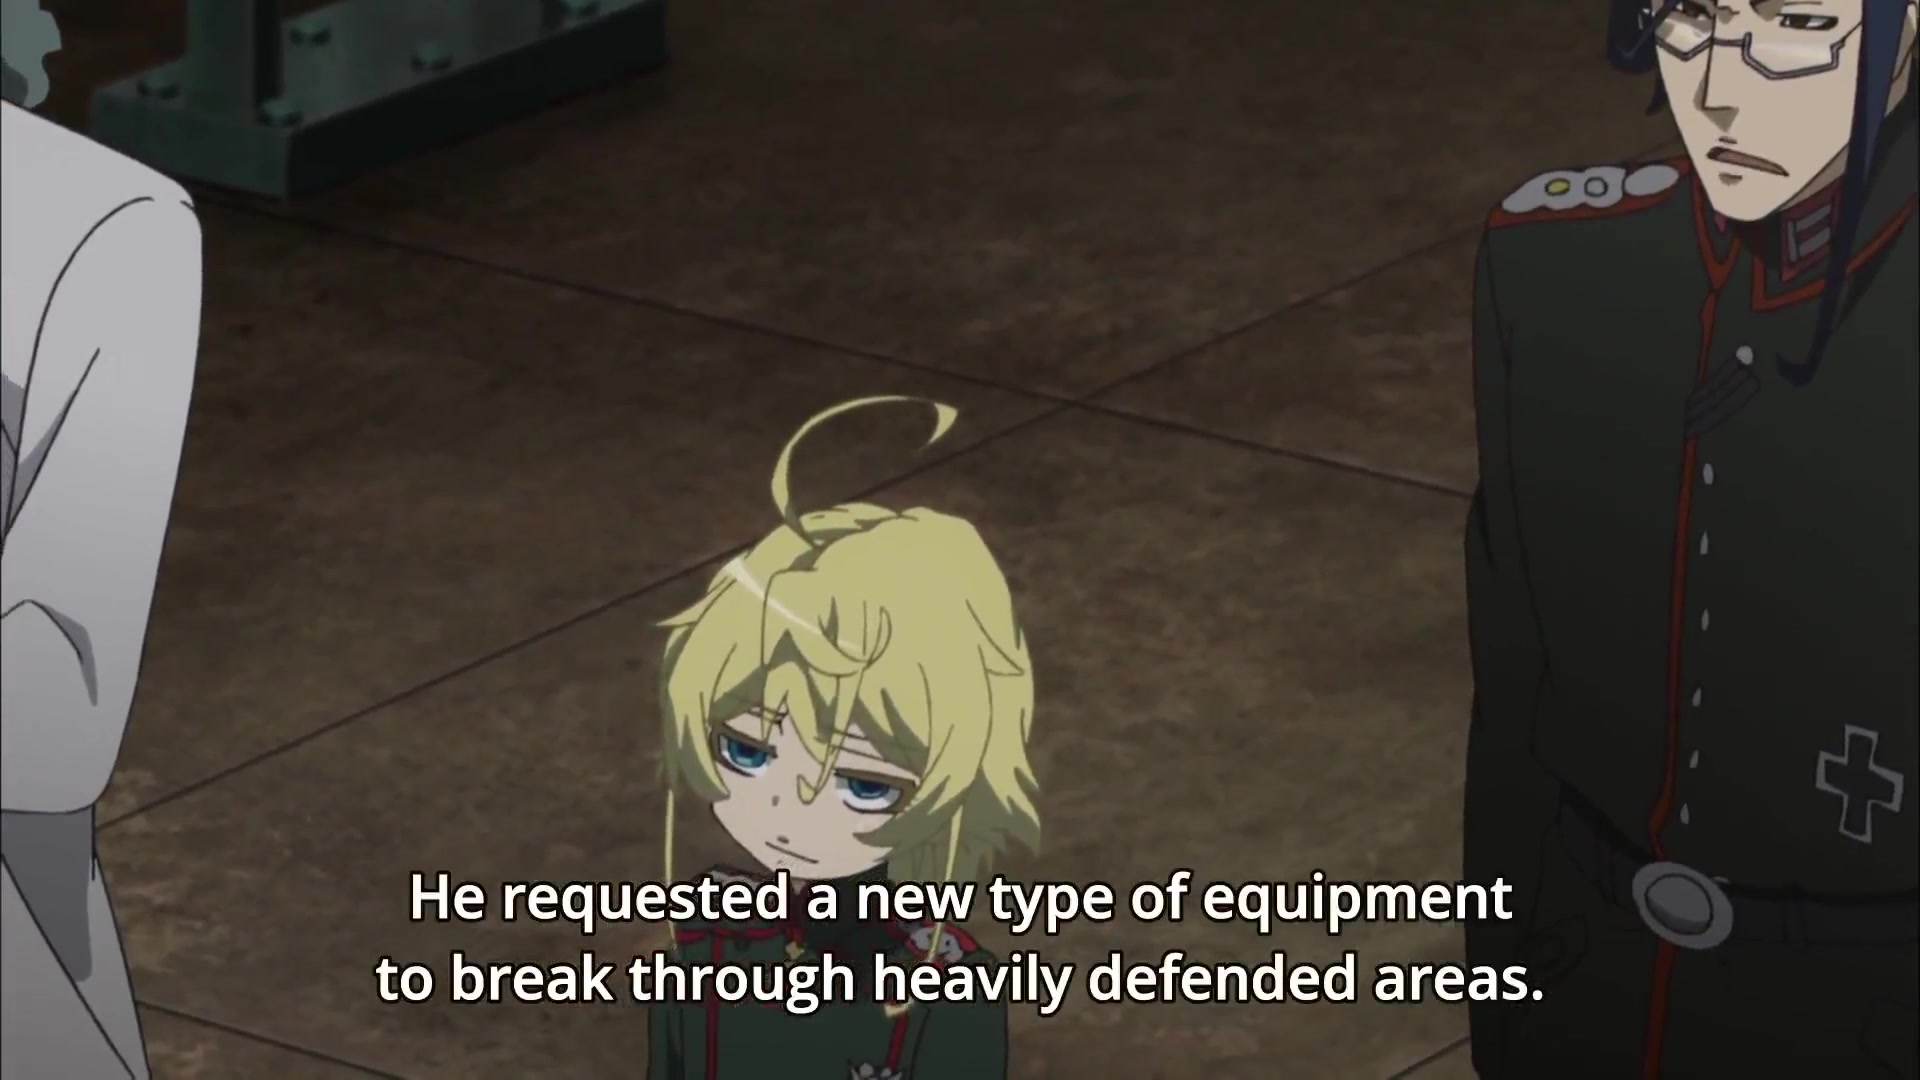 He requested a new type of equipment
to break through heavily defended areas.